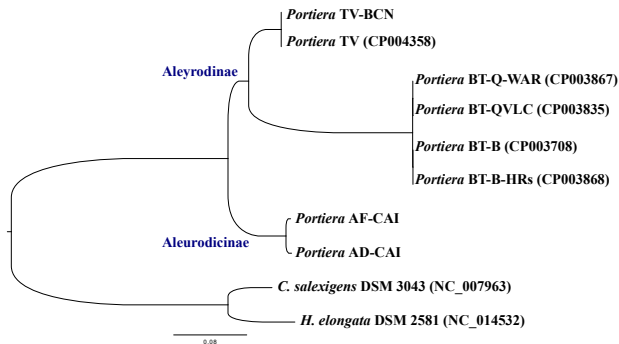 Portiera TV-BCN
Portiera TV (CP004358)
Aleyrodinae
Portiera BT-Q-WAR (CP003867)
Portiera BT-QVLC (CP003835)
Portiera BT-B (CP003708)
Portiera BT-B-HRs (CP003868)
Portiera AF-CAI
Aleurodicinae
Portiera AD-CAI
C. salexigens DSM 3043 (NC_007963)
H. elongata DSM 2581 (NC_014532)
0.08